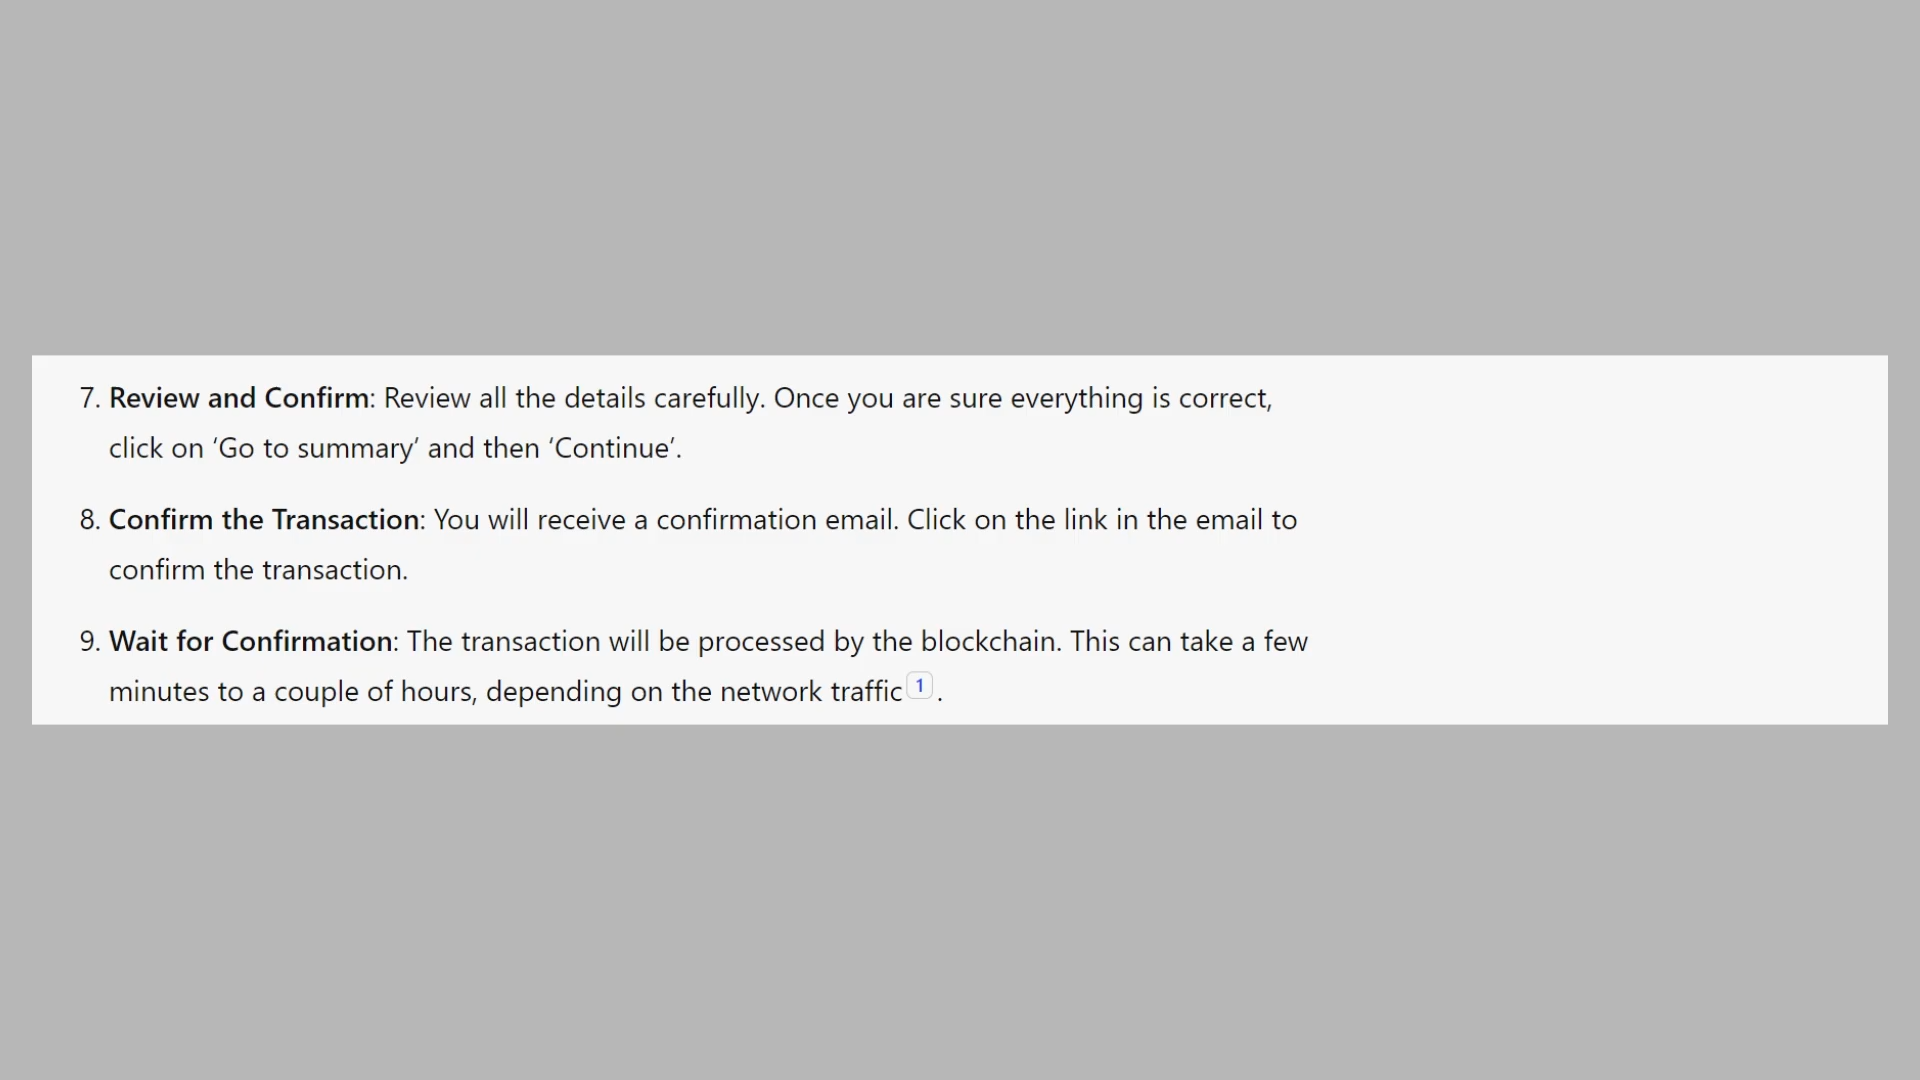 7. Review and Confirm: Review all the details carefully. Once you are sure everything is correct,
click on ‘Go to summary’ and then ‘Continue’.
8. Confirm the Transaction: You will receive a confirmation email. Click on the link in the email to
confirm the transaction.
9. Wait for Confirmation: The transaction will be processed by the blockchain. This can take a few
minutes to a couple of hours, depending on the network traffic 1 .